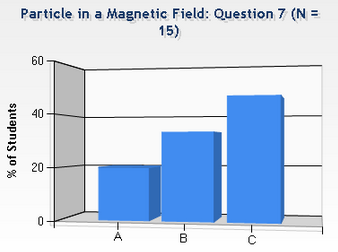 Particle in a Magnetic Field: Question 7 (N =
15)
% of Students
60
40
20
0
A B C